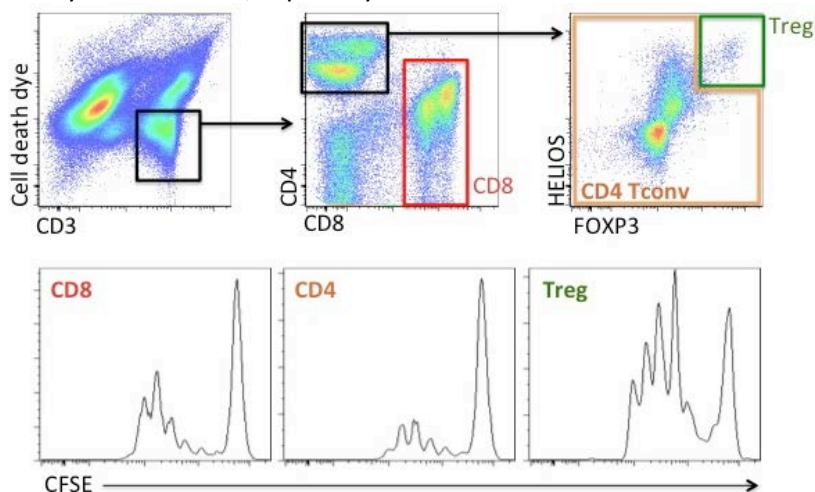 Cell death dye
CD3
CD4
CD8
CD8
HELIOS
FOXP3
Treg
CD4 Tconv
CD8
CD4
Treg
CFSE